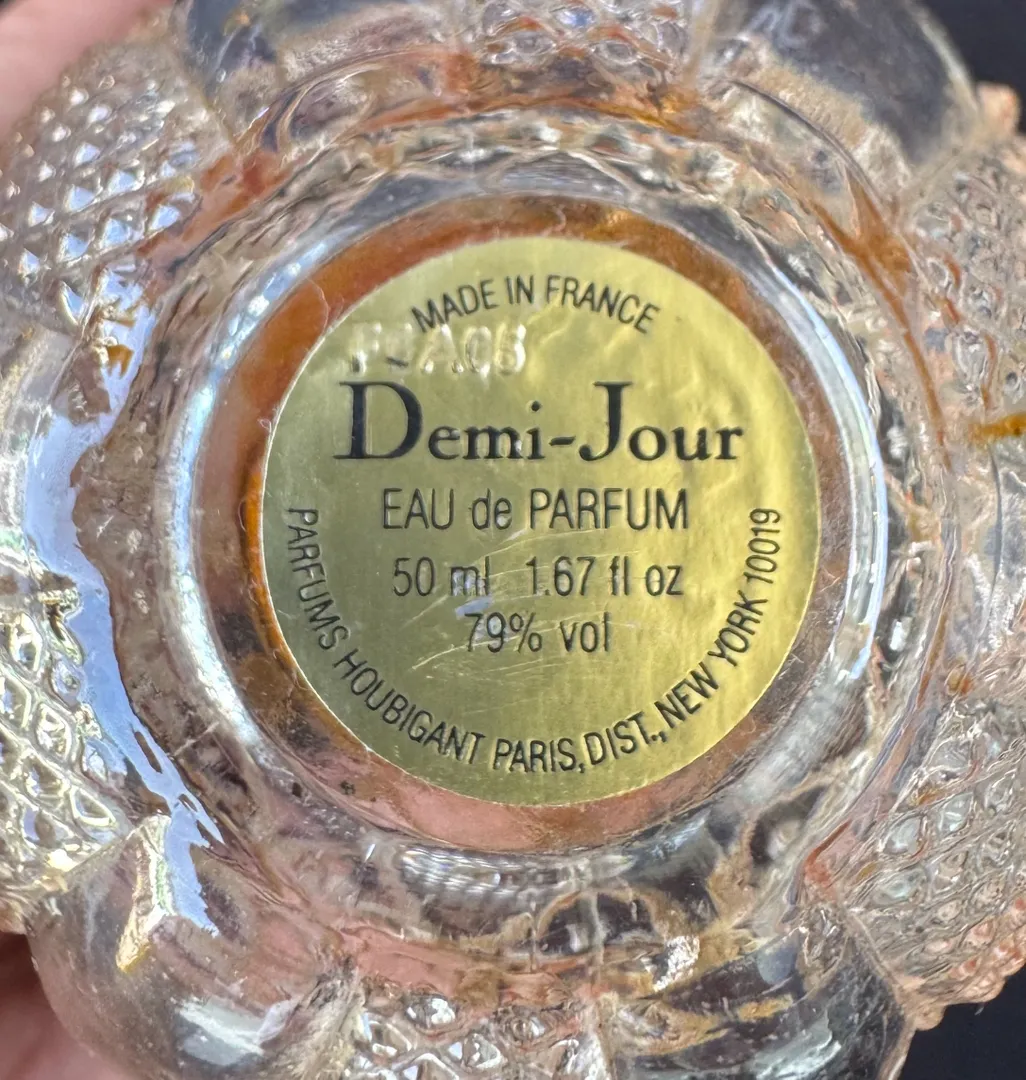 MADE IN FRANCE
Demi-Jour
EAU de PARFUM
50 ml 1.67 fl oz
79% vol
PARFUMS HOUBIGANT PARIS, DIST., NEW YORK 10019